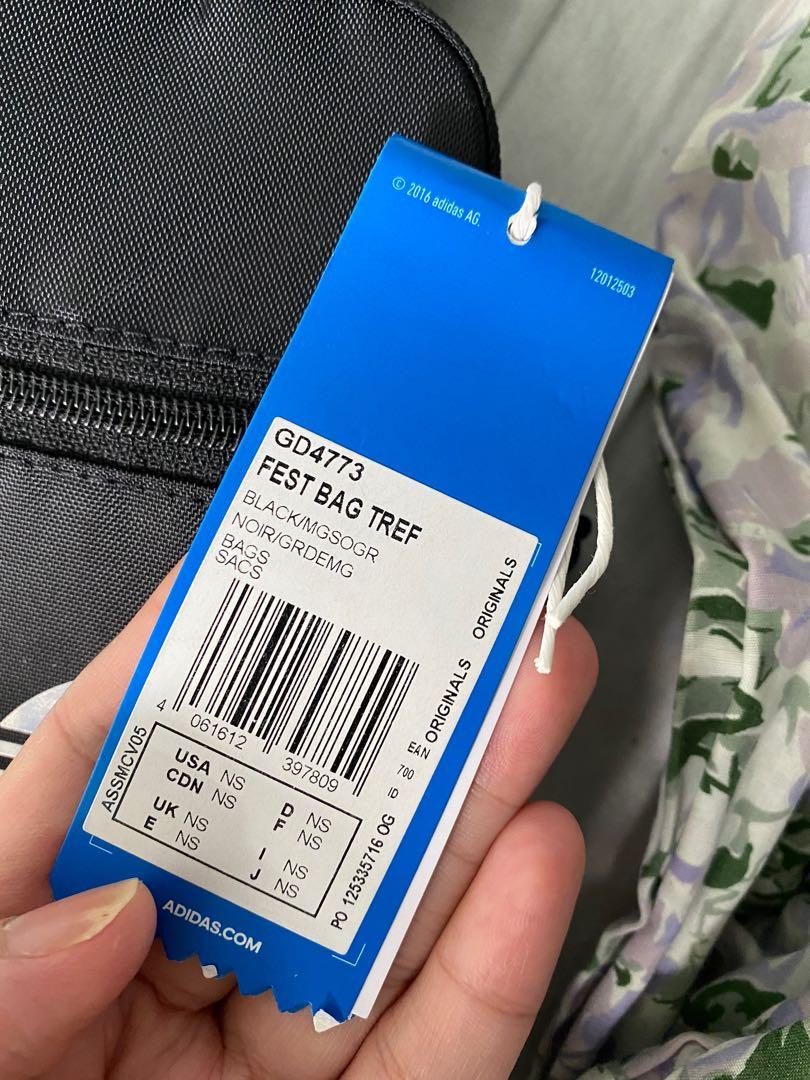 © 2016 adidas AG.
12012503
GD4773
FEST BAG TREF
BLACK/MGSOGR
NOIR/GRDEMG
BAGS
SACS
ORIGINALS
ORIGINALS
4 061612 397809
EAN
700
ID
ASSMCV05
USA NS
CDN NS
UK NS
E NS
D NS
F NS
I NS
J NS
PO 125335716 OG
ADIDAS.COM